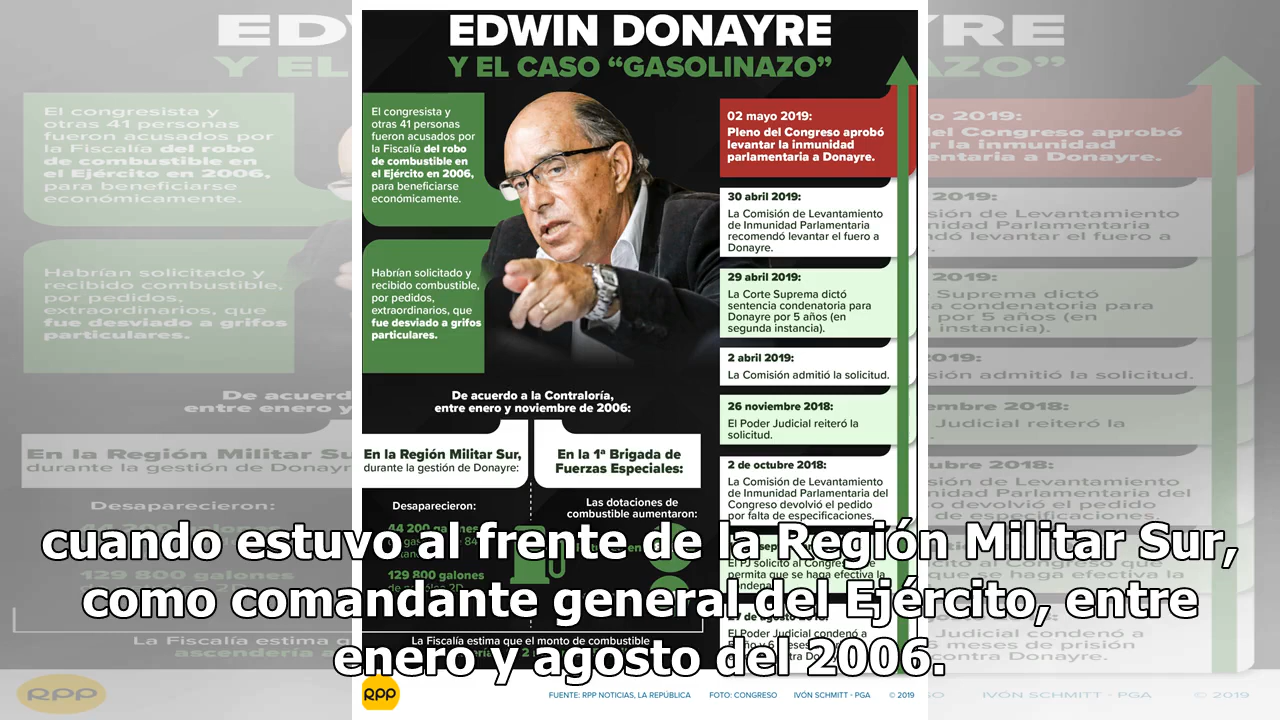 EDWIN DONAYRE
Y EL CASO “GASOLINAZO”
El congresista y
otras 41 personas
fueron acusados por
la Fiscalía del robo
de combustible en
el Ejército en 2006,
para beneficiarse
económicamente.
Habrían solicitado y
recibido combustible,
por pedidos,
extraordinarios, que
fue desviado a grifos
particulares.
02 mayo 2019:
Pleno del Congreso aprobó
levantar la inmunidad
parlamentaria a Donayre.
30 abril 2019:
La Comisión de Levantamiento
de Inmunidad Parlamentaria
recomendó levantar el fuero a
Donayre.
29 abril 2019:
La Corte Suprema dictó
sentencia condenatoria para
Donayre por 5 años (en
segunda instancia).
2 abril 2019:
La Comisión admitió la solicitud.
26 noviembre 2018:
El Poder Judicial reiteró la
solicitud.
2 de octubre 2018:
La Comisión de Levantamiento
de Inmunidad Parlamentaria del
Congreso devolvió el pedido
por falta de especificaciones.
De acuerdo a la Contraloría,
entre enero y noviembre de 2006:
En la Región Militar Sur,
durante la gestión de Donayre:
En la 1ª Brigada de
Fuerzas Especiales:
Desaparecieron:
44 200 galones
129 800 galones
Las dotaciones de
combustible aumentaron:
La Fiscalía estima que el monto de combustible
cuando estuvo al frente de la Región Militar Sur,
como comandante general del Ejército, entre
enero y agosto del 2006.
RPP
FUENTE: RPP NOTICIAS, LA REPÚBLICA FOTO: CONGRESO IVÓN SCHMITT - PGA © 2019